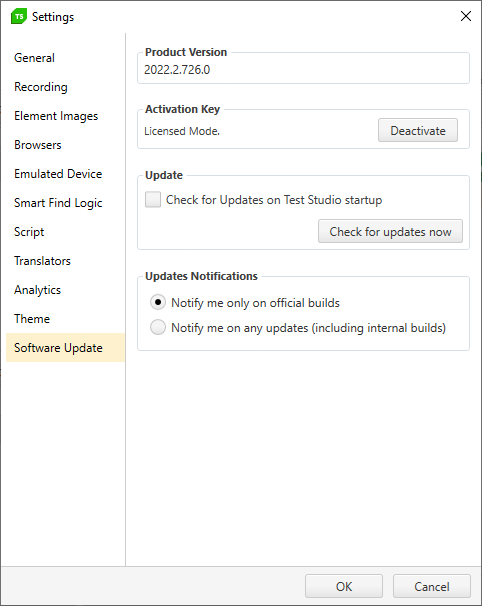 TS Settings
General
Recording
Element Images
Browsers
Emulated Device
Smart Find Logic
Script
Translators
Analytics
Theme
Software Update
Product Version
2022.2.726.0
Activation Key
Licensed Mode.
Deactivate
Update
Check for Updates on Test Studio startup
Check for updates now
Updates Notifications
Notify me only on official builds
Notify me on any updates (including internal builds)
OK
Cancel